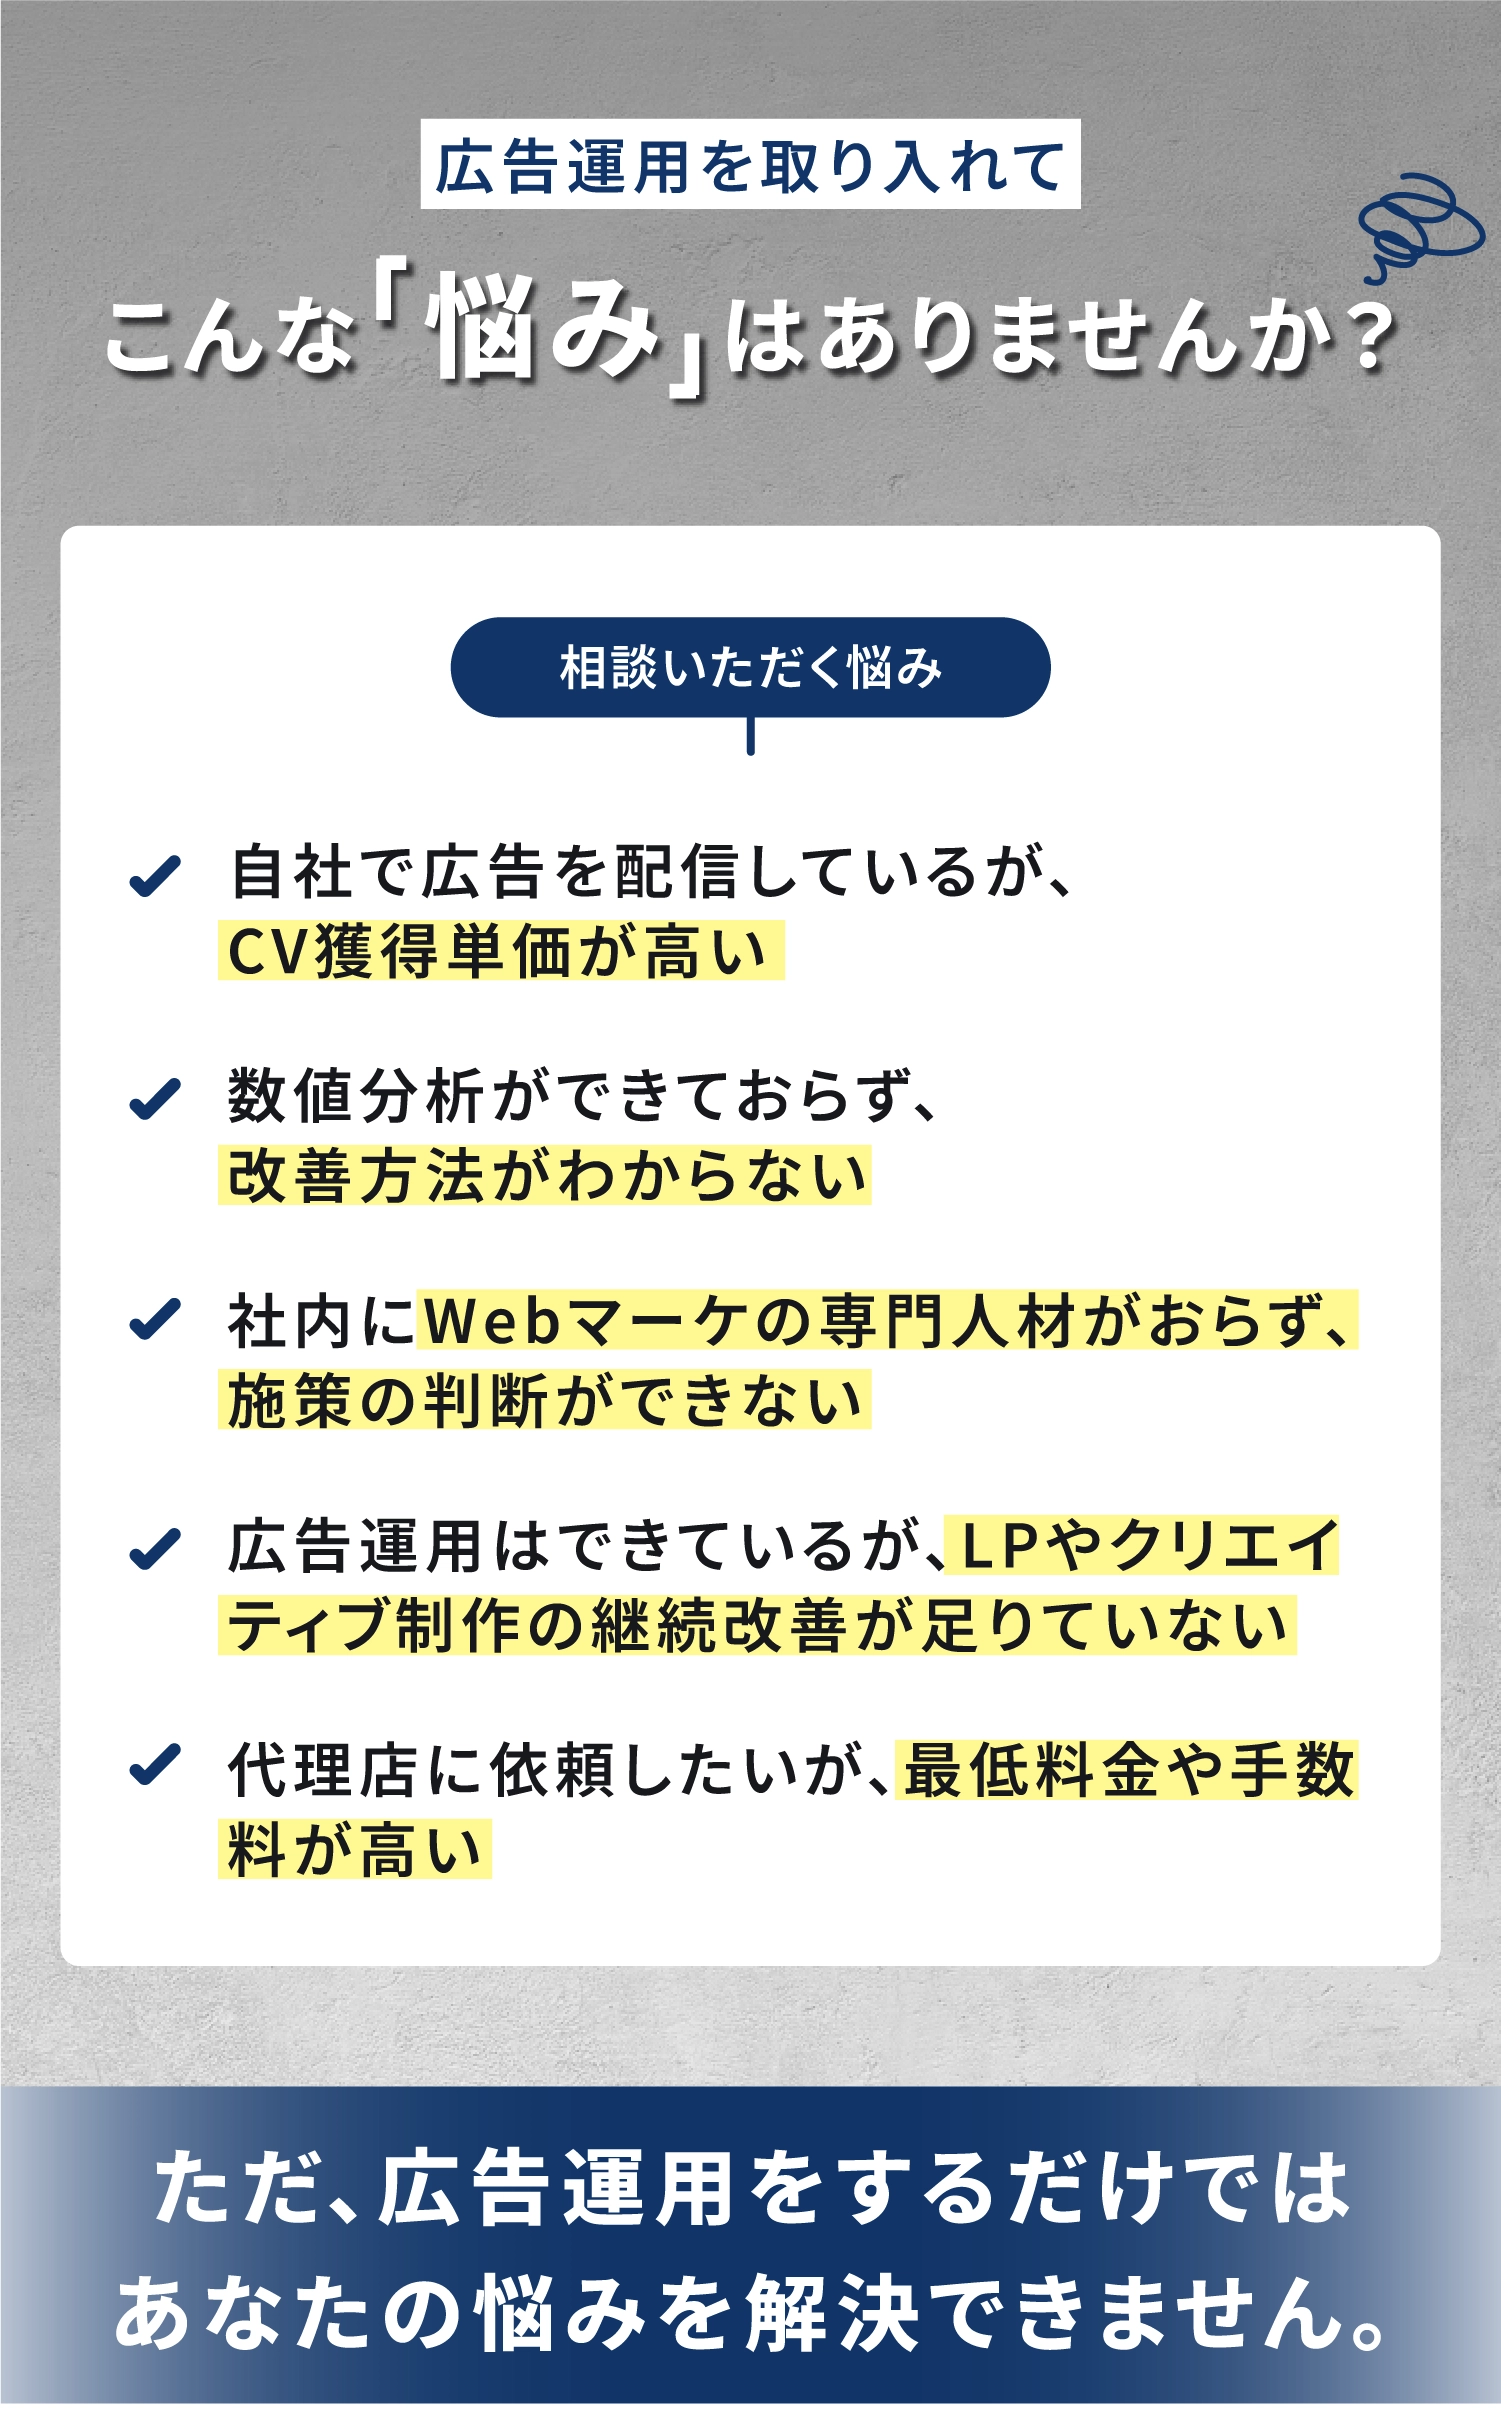 広告運用を取り入れて
こんな「悩み」はありませんか？
相談いただく悩み
自社で広告を配信しているが、
CV獲得単価が高い
数値分析ができておらず、
改善方法がわからない
社内にWebマーケの専門人材がおらず、
施策の判断ができない
広告運用はできているが、LPやクリエイ
ティブ制作の継続改善が足りていない
代理店に依頼したいが、最低料金や手数
料が高い
ただ、広告運用をするだけでは
あなたの悩みを解決できません。